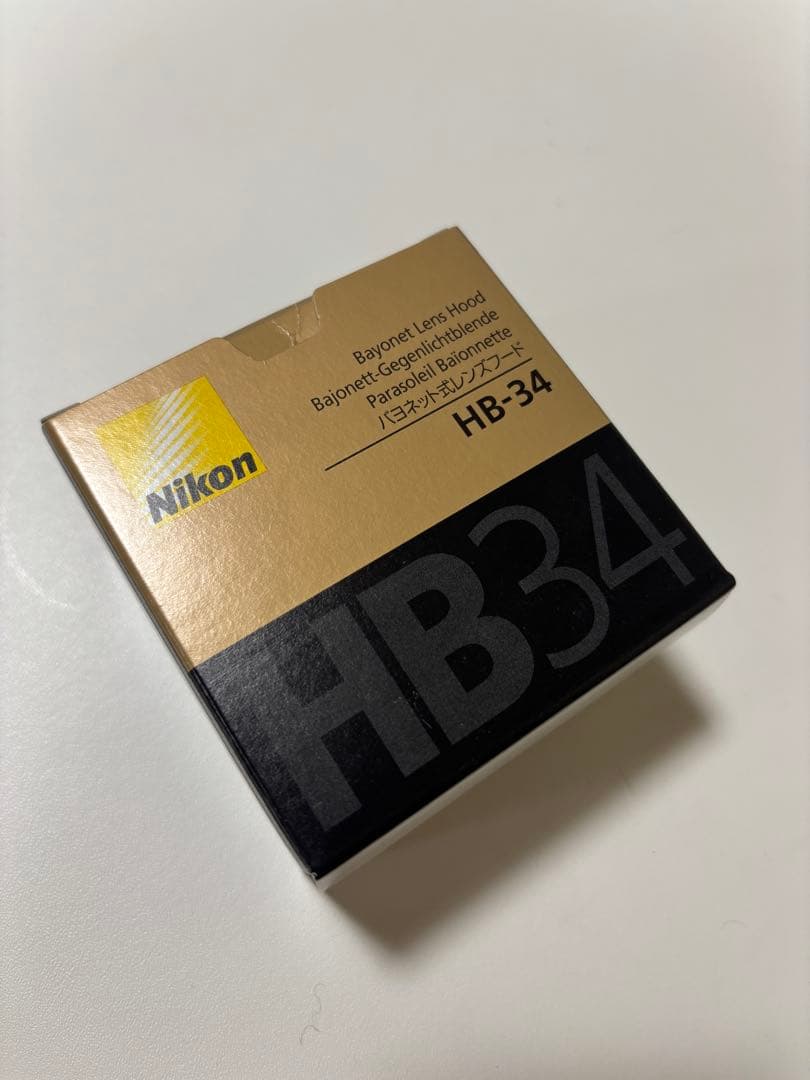 Nikon
Bayonet Lens Hood
Bajonett-Gegenlichtblende
Parasoleil Baïonnette
バヨネット式レンズフード
HB-34
HB34